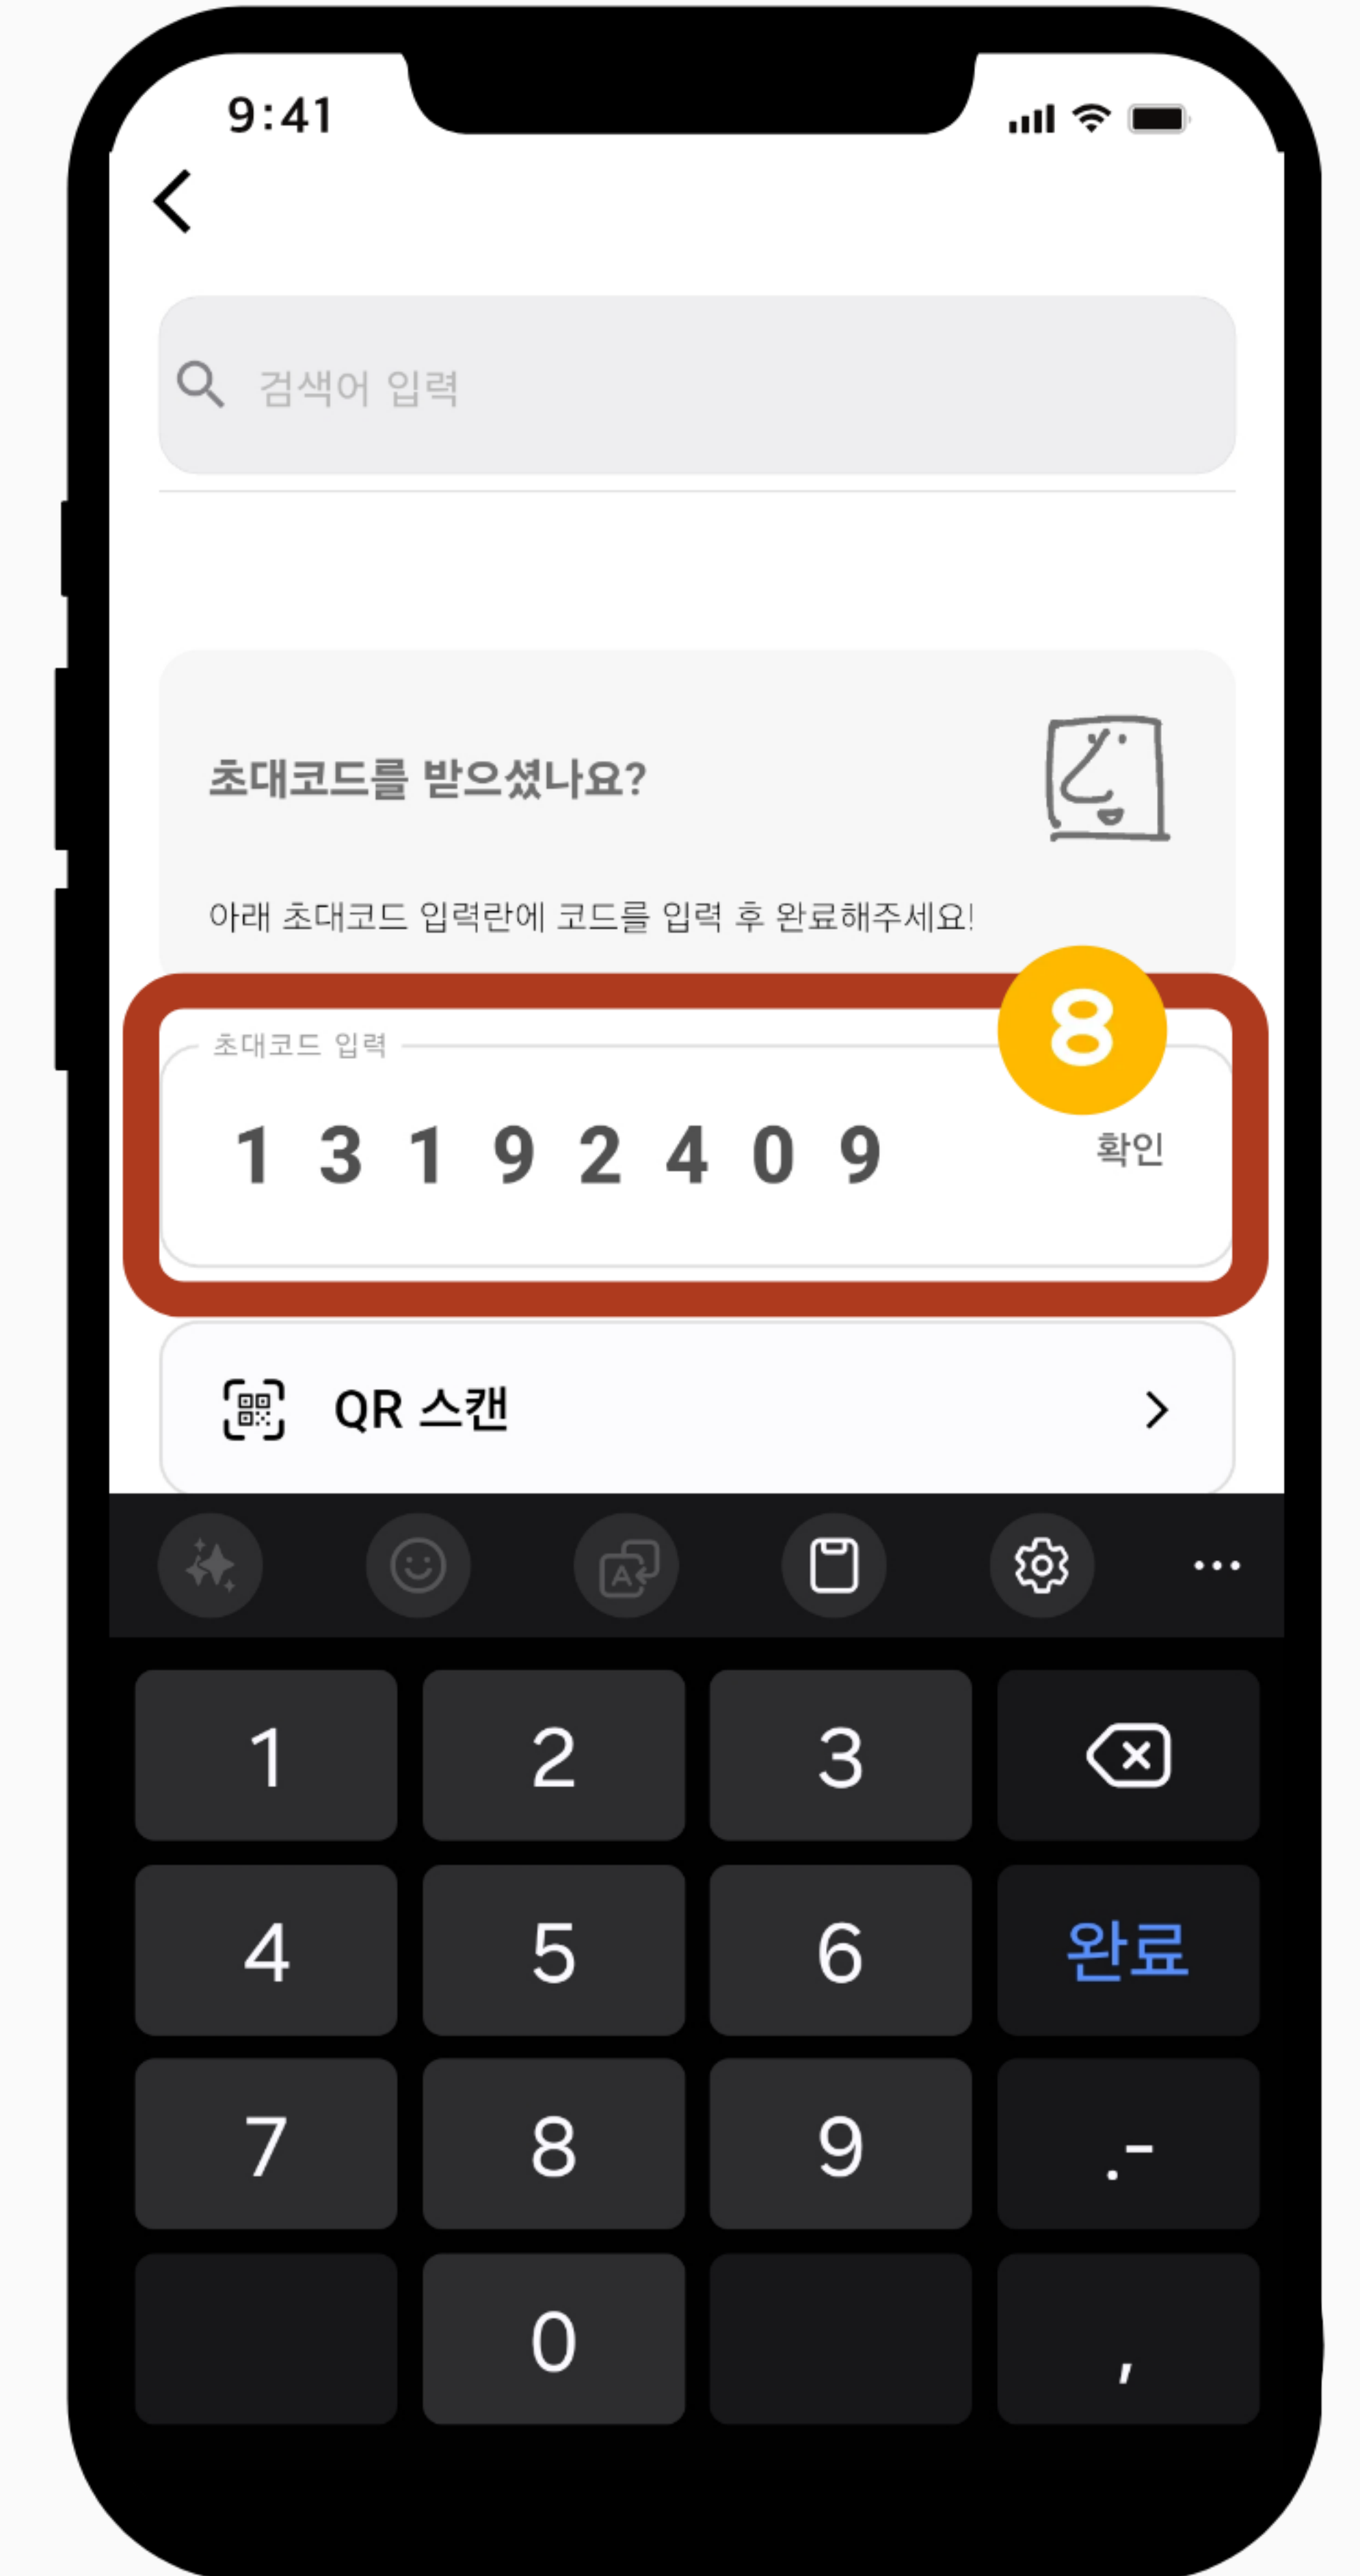 9:41
검색어 입력
초대코드를 받으셨나요?
아래 초대코드 입력란에 코드를 입력 후 완료해주세요!
8
초대코드 입력
1 3 1 9 2 4 0 9
확인
QR 스캔
A
1 2 3
4 5 6 완료
7 8 9 .-
0 ,